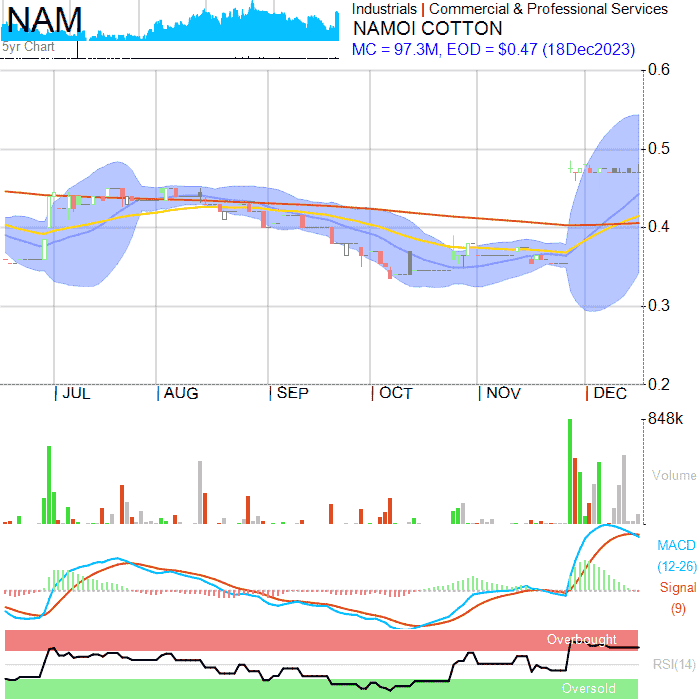 NAM
5yr Chart
Industrials | Commercial & Professional Services
NAMOI COTTON
MC = 97.3M, EOD = $0.47 (18Dec2023)
0.6
0.5
0.4
0.3
0.2
JUL AUG SEP OCT NOV DEC
848k
Volume
MACD
(12-26)
Signal
(9)
Overbought
RSI(14)
Oversold